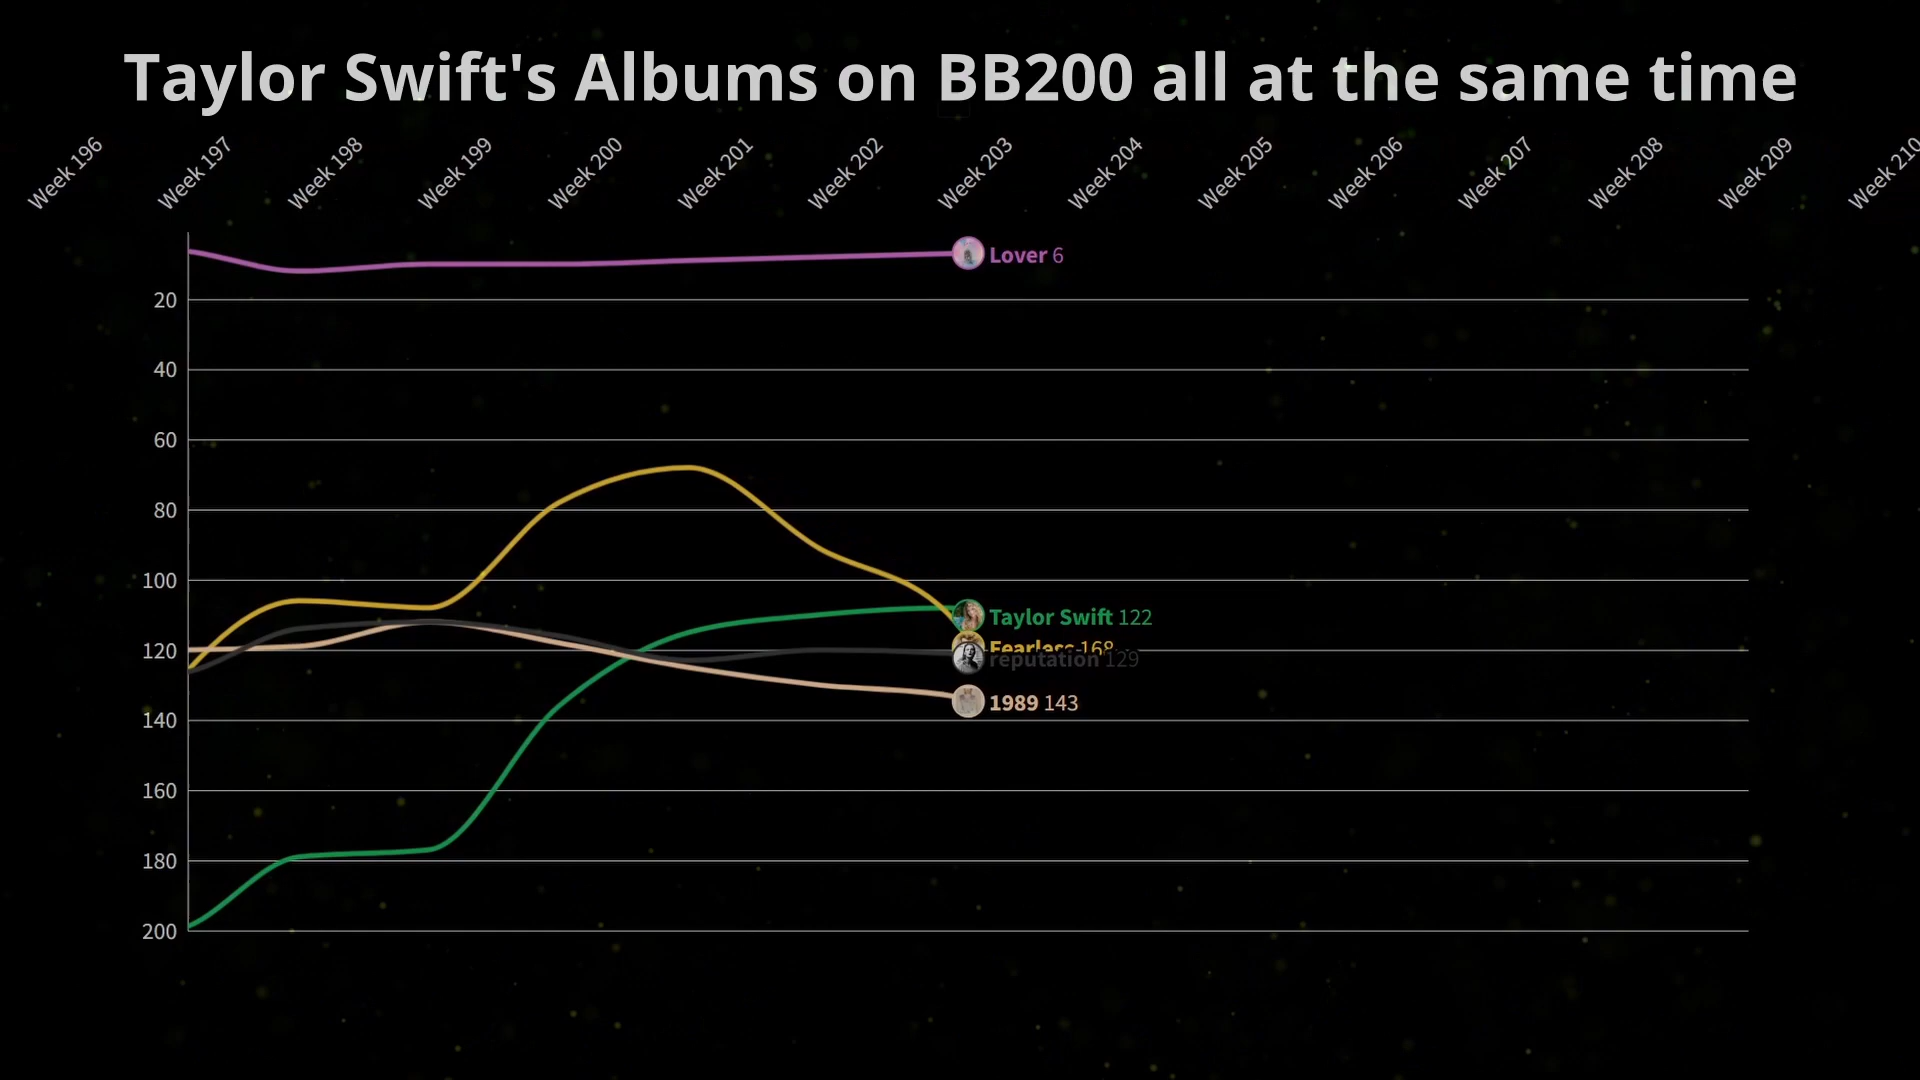 Taylor Swift's Albums on BB200 all at the same time
Week 196
Week 197
Week 198
Week 199
Week 200
Week 201
Week 202
Week 203
Week 204
Week 205
Week 206
Week 207
Week 208
Week 209
Week 210
Lover 6
20
40
60
80
100
Taylor Swift 122
Fearless 168
120
reputation 129
1989 143
140
160
180
200